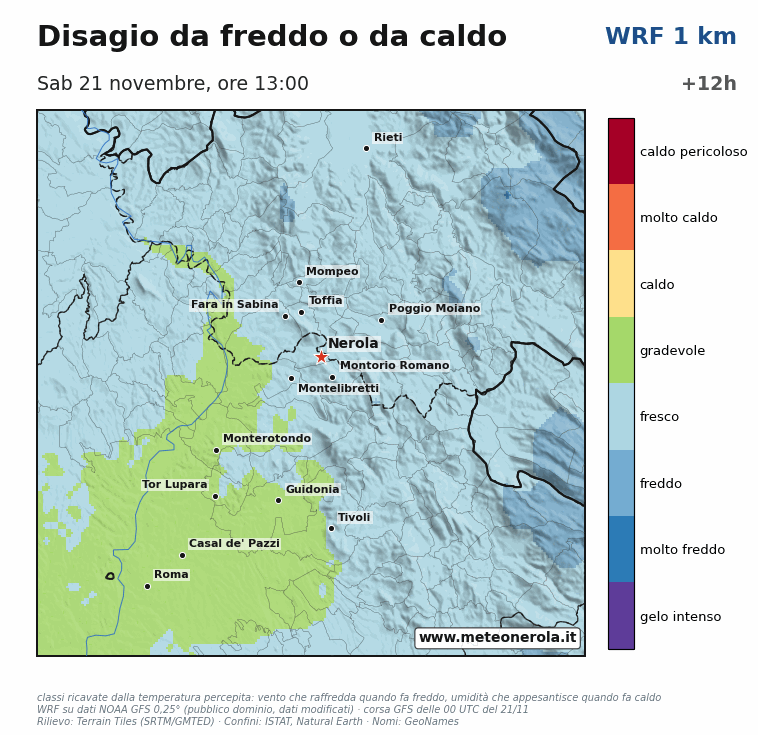 Disagio da freddo o da caldo
WRF 1 km
Sab 21 novembre, ore 13:00
+12h
Rieti
Mompeo
Fara in Sabina
Toffia
Poggio Moiano
Nerola
Montorio Romano
Montelibretti
Monterotondo
Tor Lupara
Guidonia
Tivoli
Casal de' Pazzi
Roma
www.meteonerola.it
caldo pericoloso
molto caldo
caldo
gradevole
fresco
freddo
molto freddo
gelo intenso
classi ricavate dalla temperatura percepita: vento che raffredda quando fa freddo, umidità che appesantisce quando fa caldo
WRF su dati NOAA GFS 0,25° (pubblico dominio, dati modificati) · corsa GFS delle 00 UTC del 21/11
Rilievo: Terrain Tiles (SRTM/GMTED) · Confini: ISTAT, Natural Earth · Nomi: GeoNames